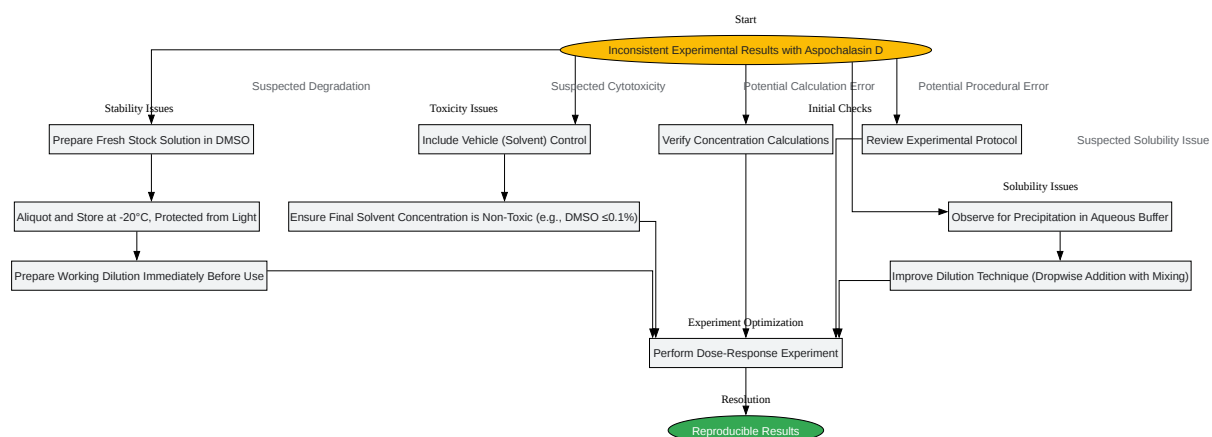 Start
Inconsistent Experimental Results with Aspochalasin D
Suspected Degradation
Suspected Cytotoxicity
Potential Calculation Error
Potential Procedural Error
Stability Issues
Toxicity Issues
Initial Checks
Prepare Fresh Stock Solution in DMSO
Include Vehicle (Solvent) Control
Verify Concentration Calculations
Review Experimental Protocol
Suspected Solubility Issue
Solubility Issues
Aliquot and Store at -20°C, Protected from Light
Ensure Final Solvent Concentration is Non-Toxic (e.g., DMSO ≤0.1%)
Observe for Precipitation in Aqueous Buffer
Prepare Working Dilution Immediately Before Use
Improve Dilution Technique (Dropwise Addition with Mixing)
Experiment Optimization
Perform Dose-Response Experiment
Resolution
Reproducible Results